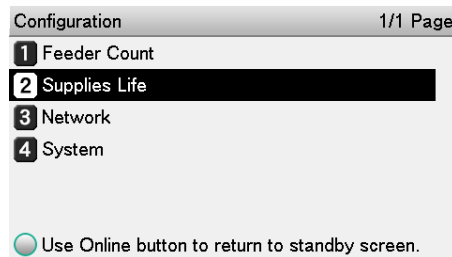 Configuration 1/1 Page
1 Feeder Count
2 Supplies Life
3 Network
4 System
Use Online button to return to standby screen.